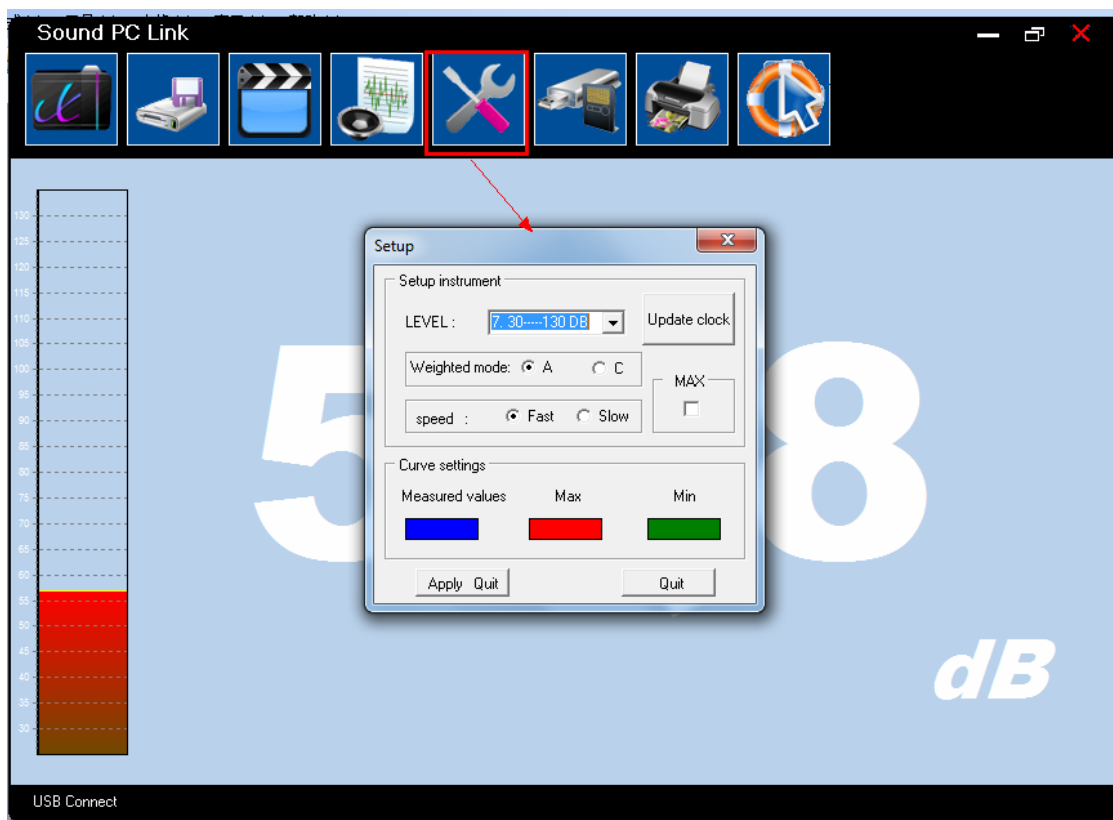 Sound PC Link
130
125
120
115
110
105
100
95
90
85
80
75
70
65
60
55
50
45
40
35
30
Setup
Setup instrument
LEVEL :
7. 30-----130 DB
Update clock
Weighted mode: A C
MAX
speed : Fast Slow
Curve settings
Measured values Max Min
Apply Quit
Quit
5 8
dB
USB Connect